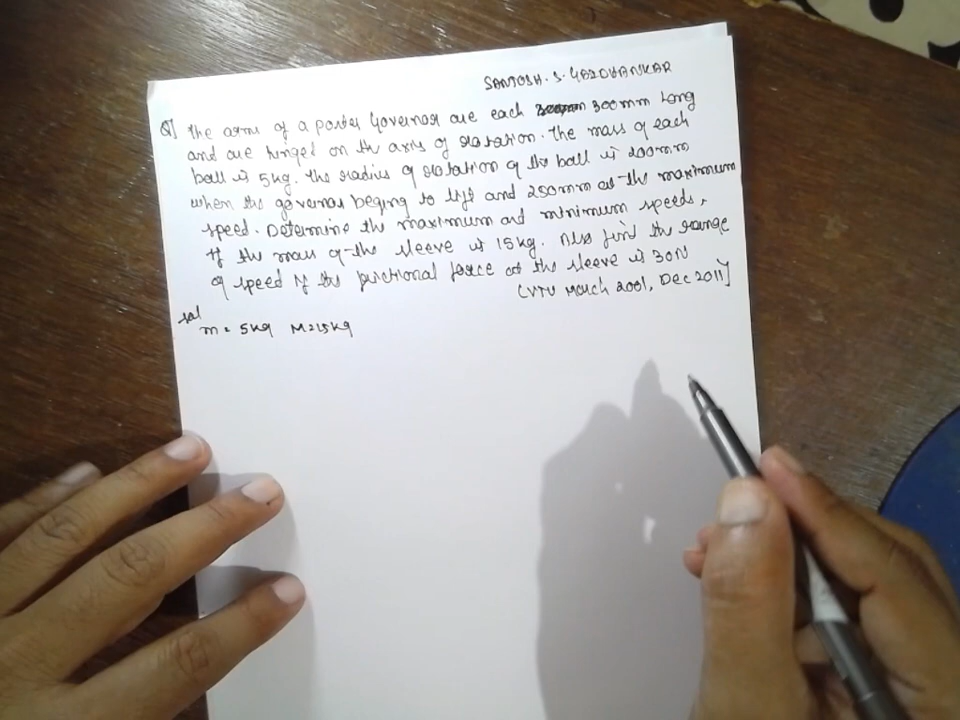 SANTOSH. S. GAIDHANKAR
Q] The arms of a porter Governor are each 300mm Long
and are hinged on the axis of rotation. The mass of each
ball is 5kg. The radius of rotation of the ball is 200mm
when the governor begins to lift and 250mm at the maximum
speed. Determine the maximum and minimum speeds,
If the mass of the sleeve is 15kg. Also find the range
of speed if the frictional force at the sleeve is 30N
[VTU March 2001, Dec 2011]
sol
m = 5kg M=15kg